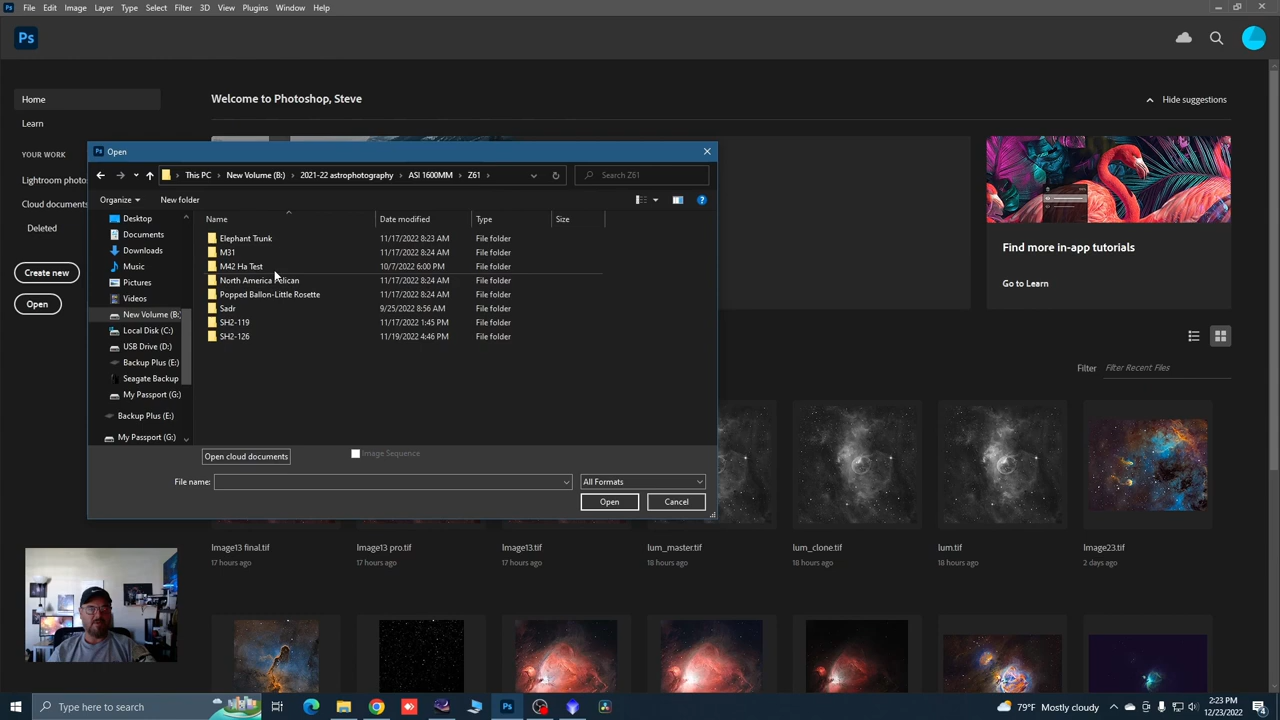 Ps File Edit Image Layer Type Select Filter 3D View Plugins Window Help
Ps
Home
Learn
YOUR WORK
Lightroom photo
Cloud documents
Deleted
Create new
Open
Welcome to Photoshop, Steve
Hide suggestions
Find more in-app tutorials
Go to Learn
Ps Open
This PC > New Volume (B:) > 2021-22 astrophotography > ASI 1600MM > Z61 >
Search Z61
Organize New folder
Desktop
Documents
Downloads
Music
Pictures
Videos
New Volume (B:
Local Disk (C:)
USB Drive (D:)
Backup Plus (E:)
Seagate Backup
My Passport (G:)
Backup Plus (E:)
My Passport (G:)
Name Date modified Type Size
Elephant Trunk 11/17/2022 8:23 AM File folder
M31 11/17/2022 8:24 AM File folder
M42 Ha Test 10/7/2022 6:00 PM File folder
North America Pelican 11/17/2022 8:24 AM File folder
Popped Ballon-Little Rosette 11/17/2022 8:24 AM File folder
Sadr 9/25/2022 8:56 AM File folder
SH2-119 11/17/2022 1:45 PM File folder
SH2-126 11/19/2022 4:46 PM File folder
Open cloud documents
Image Sequence
File name:
All Formats
Open Cancel
Filter Filter Recent Files
Image13 final.tif
17 hours ago
Image13 pro.tif
17 hours ago
Image13.tif
17 hours ago
lum_master.tif
18 hours ago
lum_clone.tif
18 hours ago
lum.tif
18 hours ago
Image23.tif
2 days ago
Type here to search
Ps
79°F Mostly cloudy
2:23 PM
12/23/2022
4